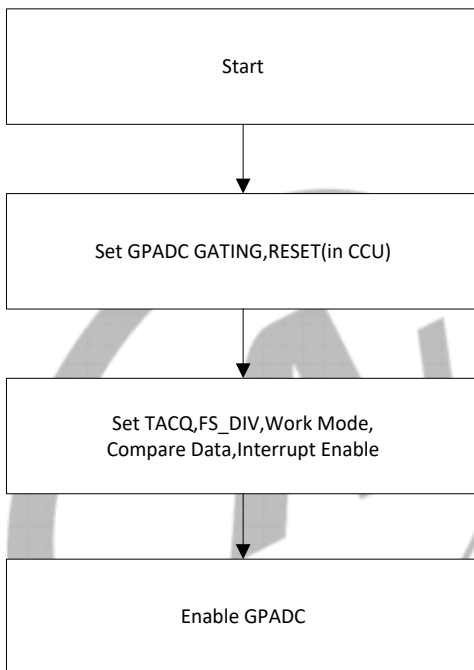 Start
Set GPADC GATING,RESET(in CCU)
Set TACQ,FS_DIV,Work Mode,
Compare Data,Interrupt Enable
Enable GPADC